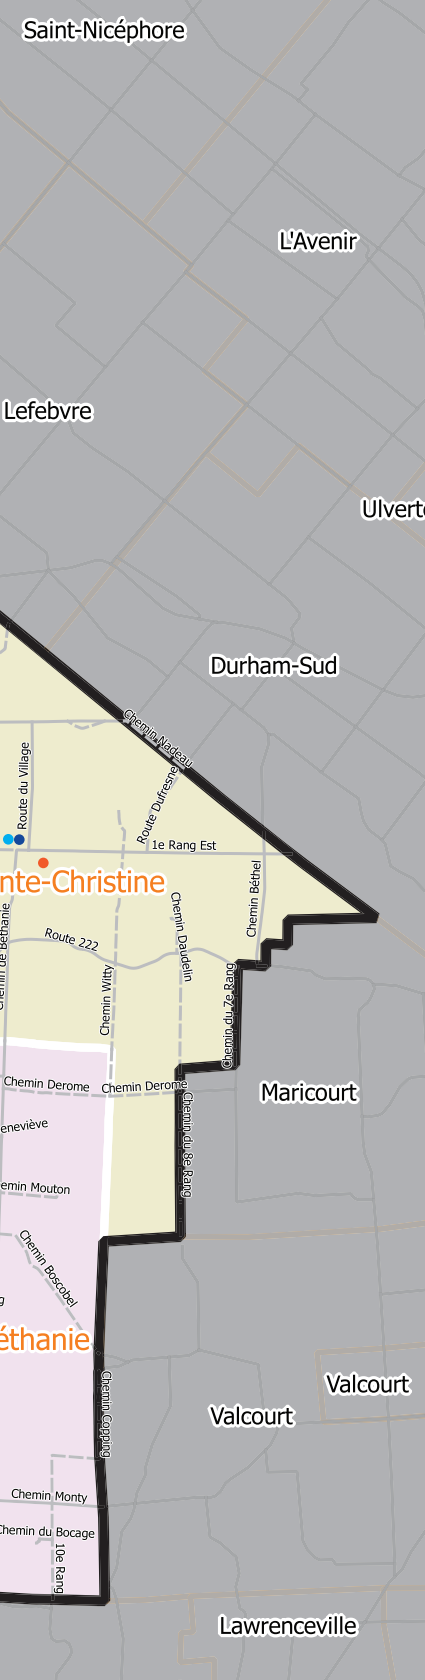 Saint-Nicéphore
L'Avenir
Lefebvre
Ulverto
Durham-Sud
Chemin Nadeau
Route du Village
Route Dufresne
1e Rang Est
nte-Christine
Chemin Béthel
Chemin Daudelin
Chemin de Béthanie
Route 222
Chemin Witty
Chemin du 7e Rang
Chemin Derome
Chemin Derome
Maricourt
Chemin du 8e Rang
eneviève
emin Mouton
Chemin Boscobel
g
éthanie
Valcourt
Chemin Copping
Valcourt
Chemin Monty
Chemin du Bocage
10e Rang
Lawrenceville